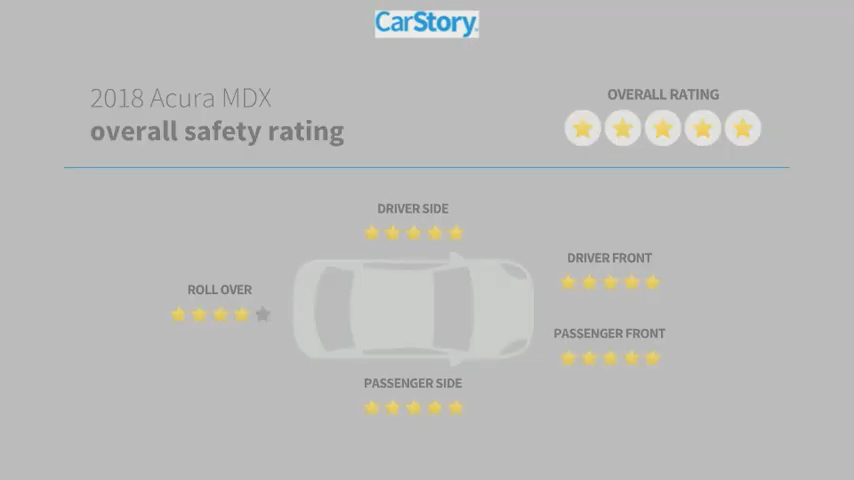 CarStory
2018 Acura MDX
overall safety rating
OVERALL RATING
DRIVER SIDE
DRIVER FRONT
ROLL OVER
PASSENGER FRONT
PASSENGER SIDE